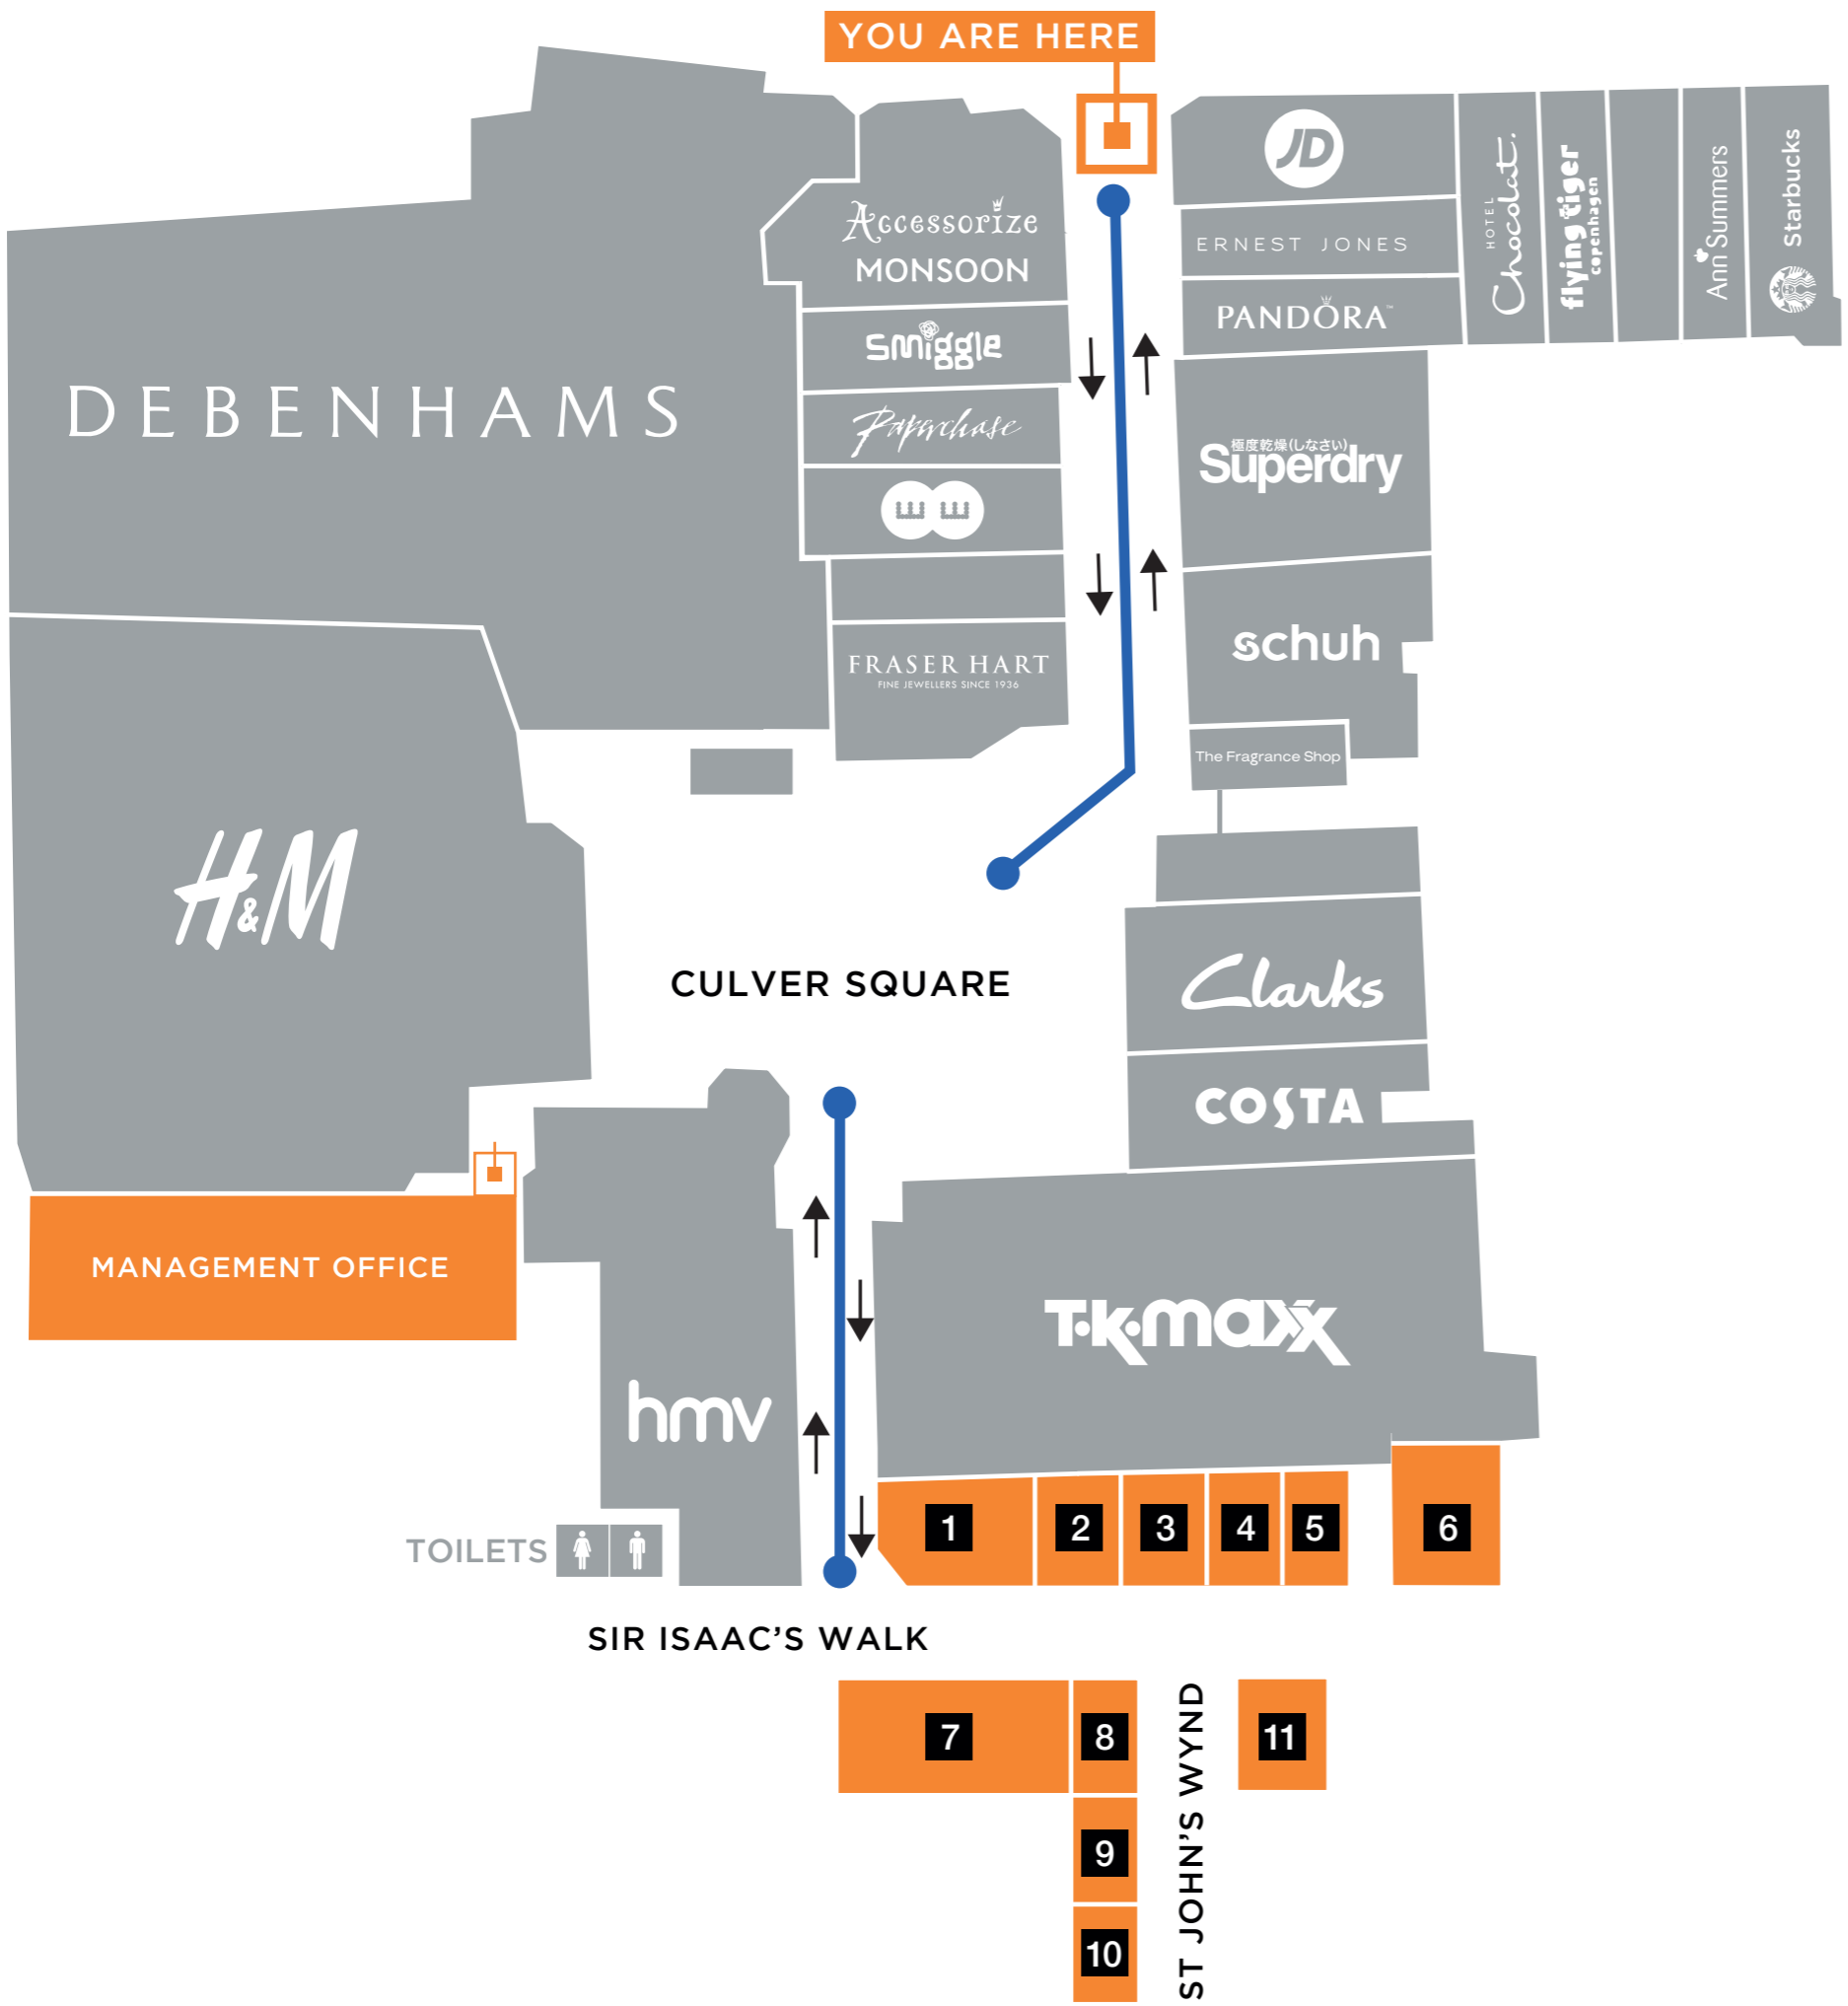 YOU ARE HERE
JD
HOTEL
Chocolat.
flying tiger
copenhagen
Ann Summers
Starbucks
Accessorize
MONSOON
ERNEST JONES
PANDORA™
smiggle
DEBENHAMS
Paperchase
極度乾燥(しなさい)
Superdry
EE
schuh
FRASER HART
FINE JEWELLERS SINCE 1936
The Fragrance Shop
H&M
CULVER SQUARE
Clarks
COSTA
MANAGEMENT OFFICE
T·K·maxx
hmv
TOILETS
1
2
3
4
5
6
SIR ISAAC'S WALK
7
8
11
9
10
ST JOHN'S WYND